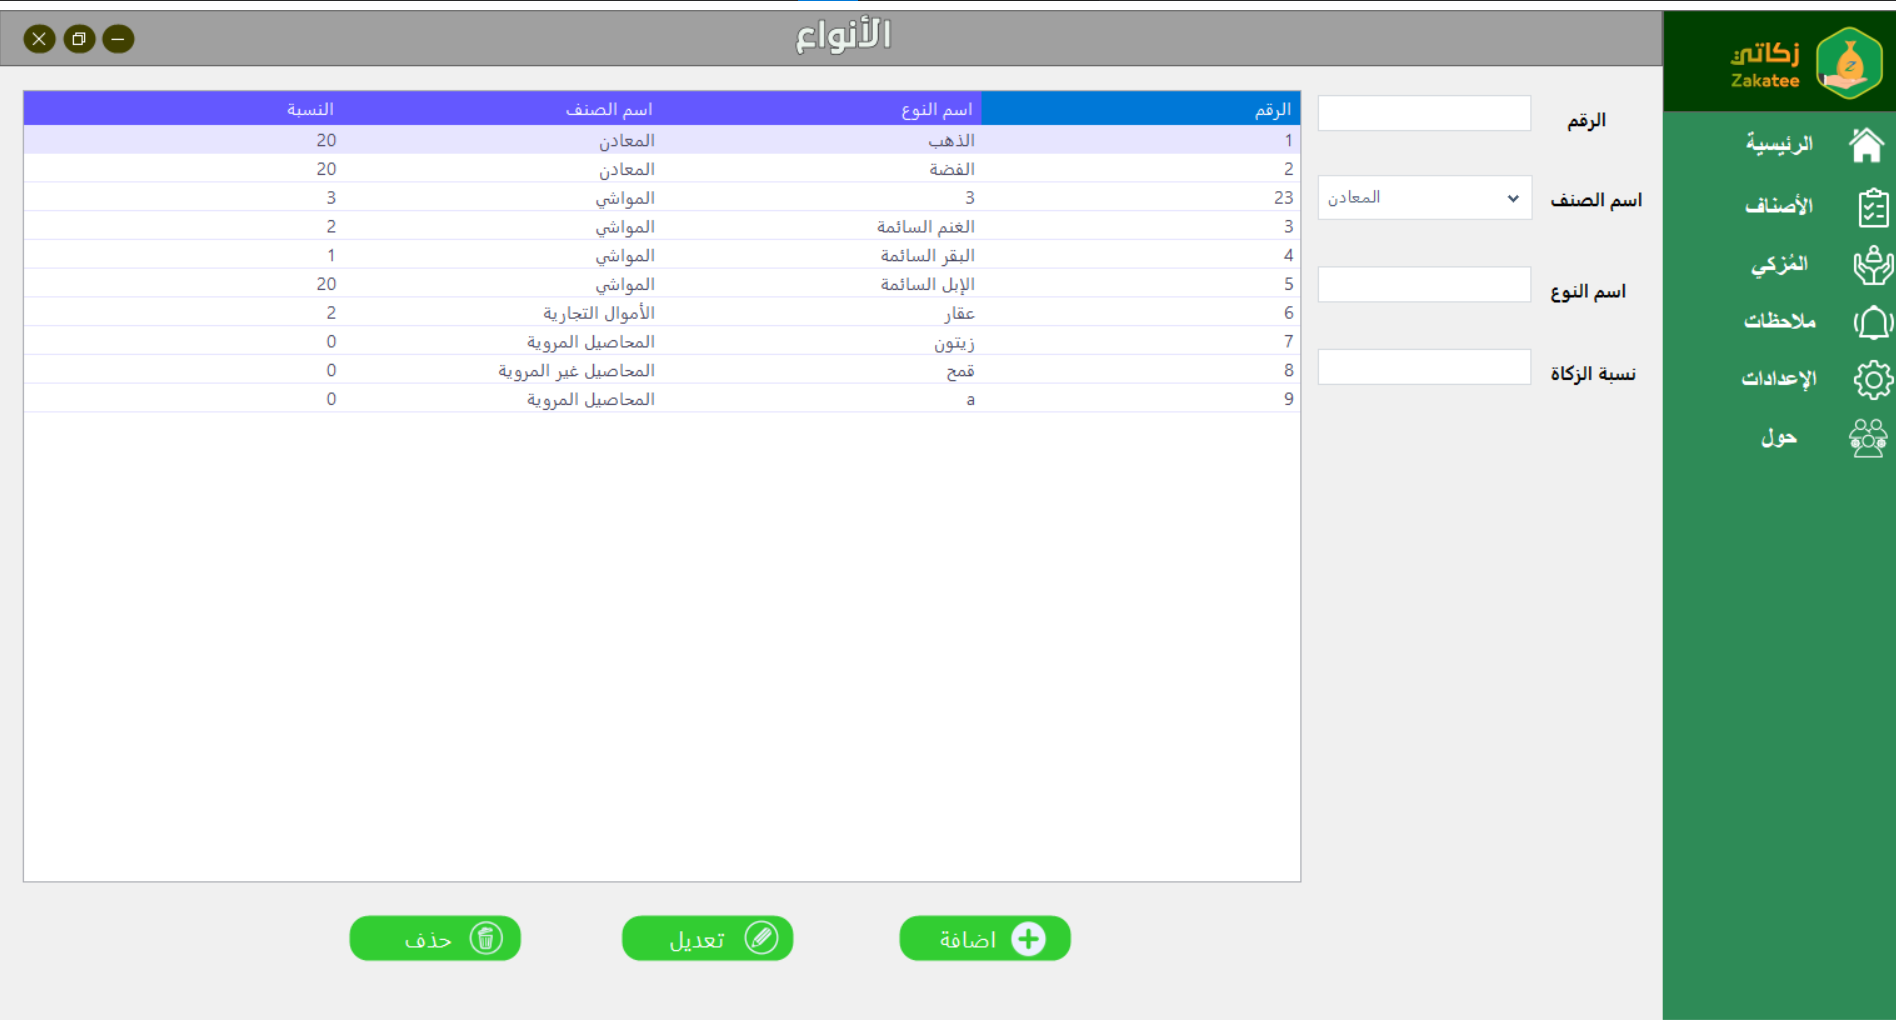 الأنواع
زكاتي
Zakatee
الرئيسية
الأصناف
المُزكي
ملاحظات
الإعدادات
حول
الرقم
اسم الصنف
المعادن
اسم النوع
نسبة الزكاة
الرقم اسم النوع اسم الصنف النسبة
1 الذهب المعادن 20
2 الفضة المعادن 20
23 3 المواشي 3
3 الغنم السائمة المواشي 2
4 البقر السائمة المواشي 1
5 الإبل السائمة المواشي 20
6 عقار الأموال التجارية 2
7 زيتون المحاصيل المروية 0
8 قمح المحاصيل غير المروية 0
9 a المحاصيل المروية 0
اضافة
تعديل
حذف